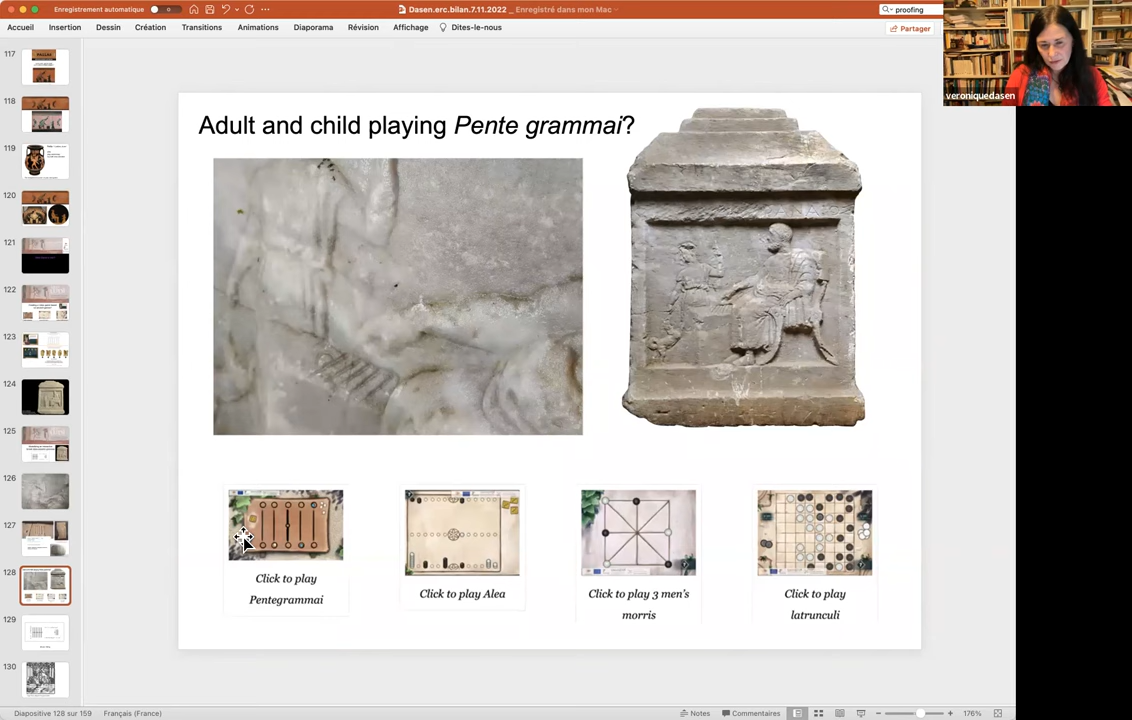 Enregistrement automatique
Dasen.erc.bilan.7.11.2022 _ Enregistré dans mon Mac
proofing
Accueil Insertion Dessin Création Transitions Animations Diaporama Révision Affichage Dites-le-nous
Partager
veroniquedasen
117
118
119
120
121
122
123
124
125
126
127
128
129
130
Adult and child playing Pente grammai?
Click to play
Pentegrammai
Click to play Alea
Click to play 3 men's
morris
Click to play
latrunculi
Diapositive 128 sur 159 Français (France)
Notes Commentaires 176%